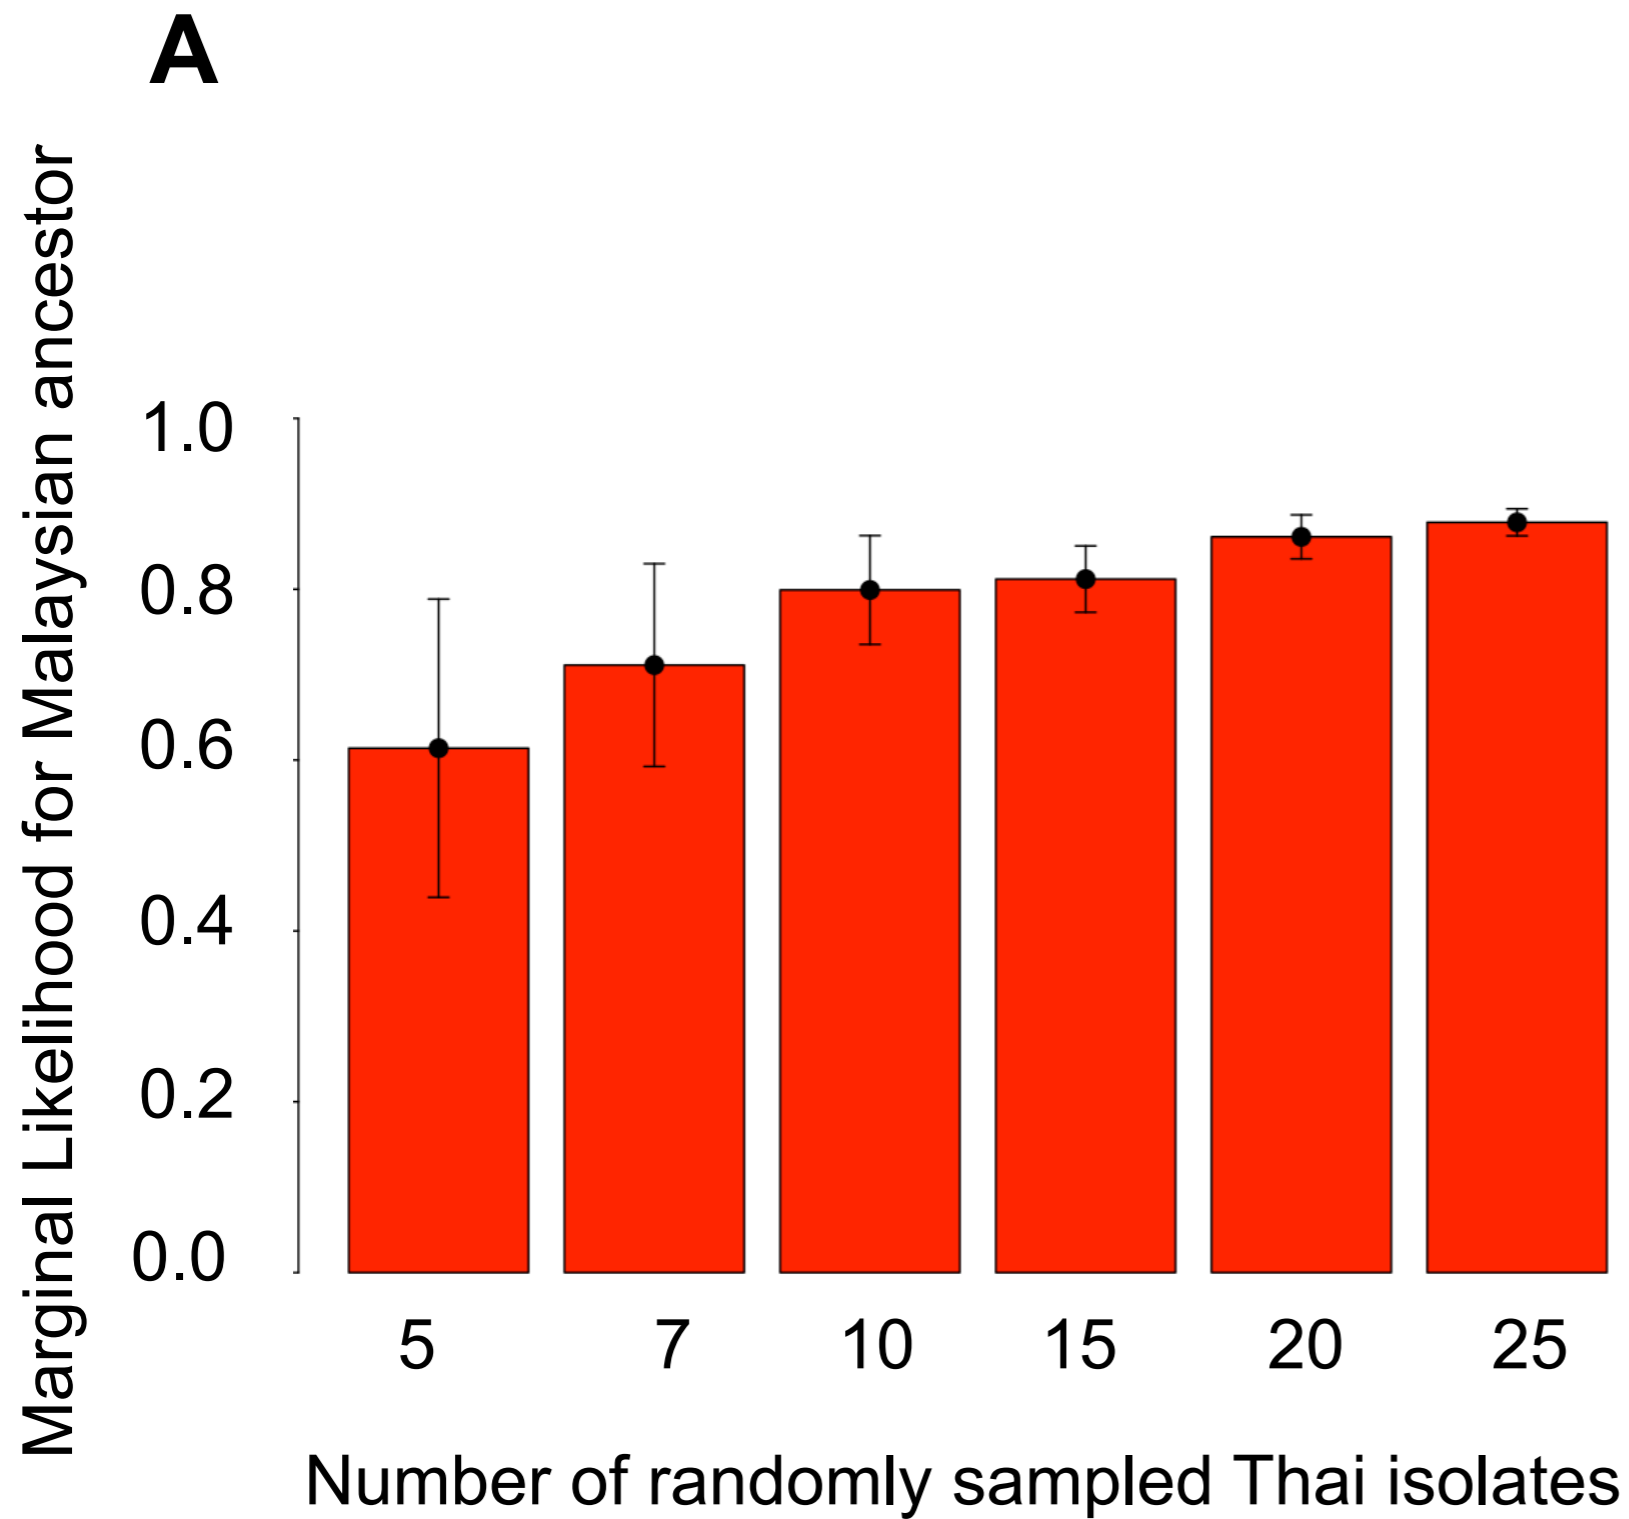 A
Marginal Likelihood for Malaysian ancestor
1.0
0.8
0.6
0.4
0.2
0.0
5 7 10 15 20 25
Number of randomly sampled Thai isolates